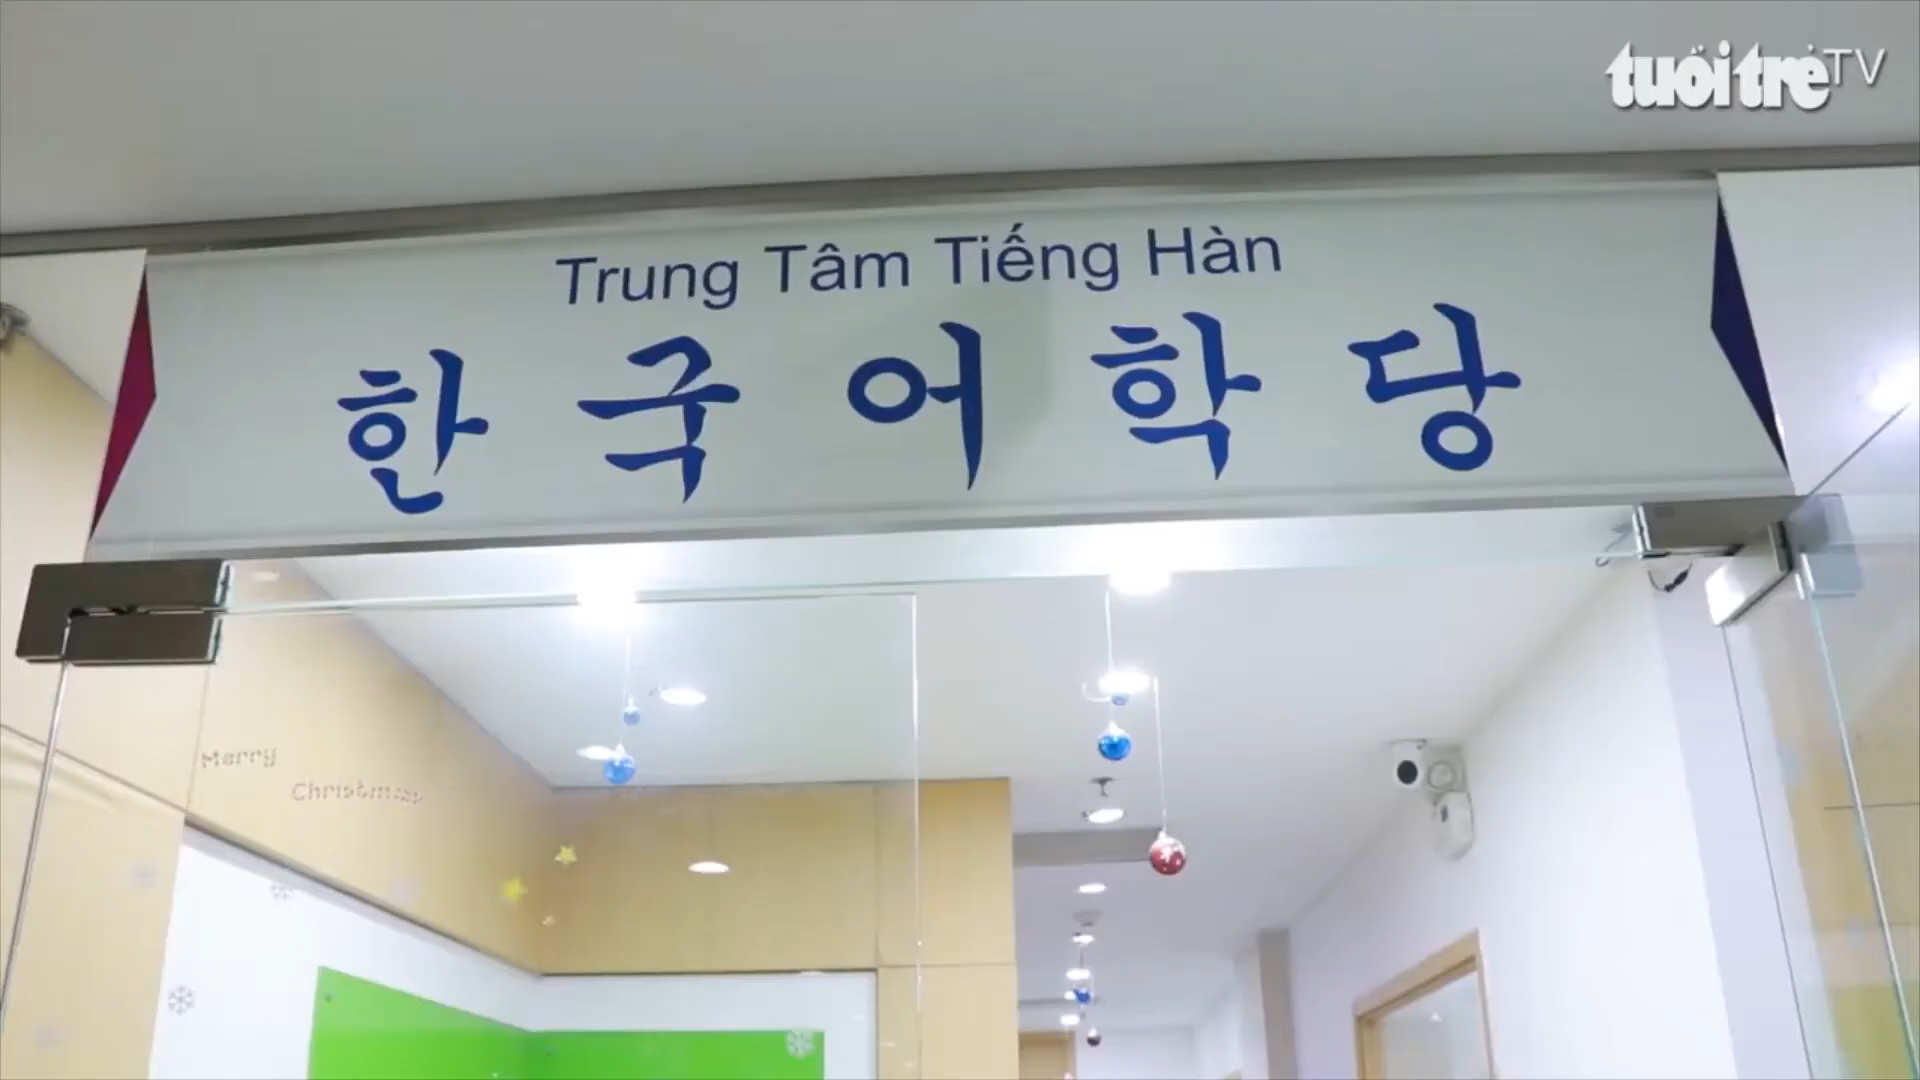 tuổi trẻ TV
Trung Tâm Tiếng Hàn
한국어학당
Merry
Christmas